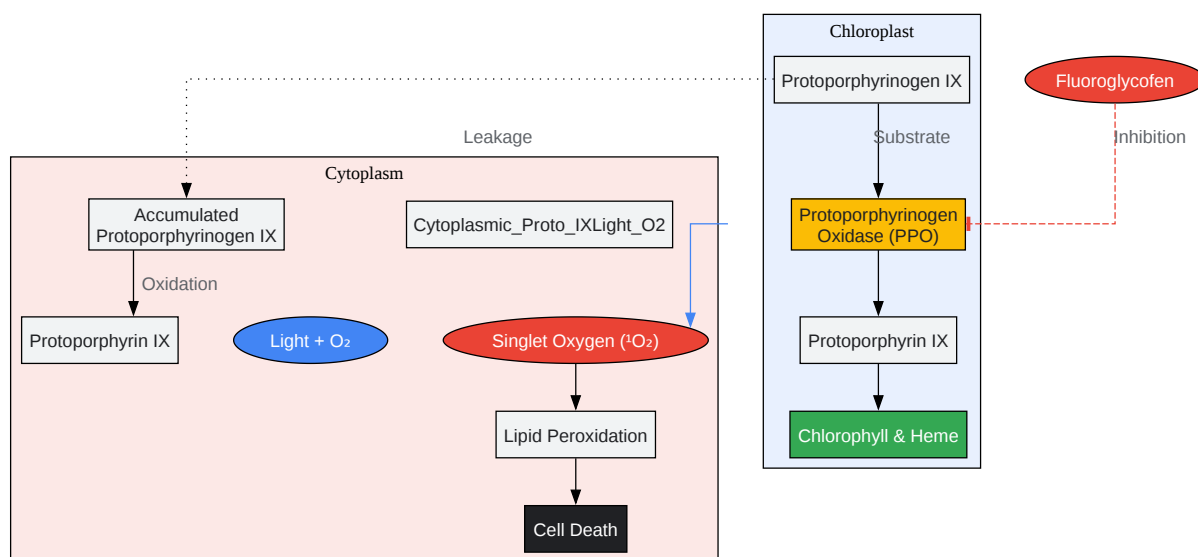 Chloroplast
Protoporphyrinogen IX
Fluoroglycofen
Leakage
Substrate
Inhibition
Cytoplasm
Accumulated
Protoporphyrinogen IX
Cytoplasmic_Proto_IXLight_O2
Protoporphyrinogen
Oxidase (PPO)
Oxidation
Protoporphyrin IX
Light + O₂
Singlet Oxygen (¹O₂)
Protoporphyrin IX
Lipid Peroxidation
Chlorophyll & Heme
Cell Death